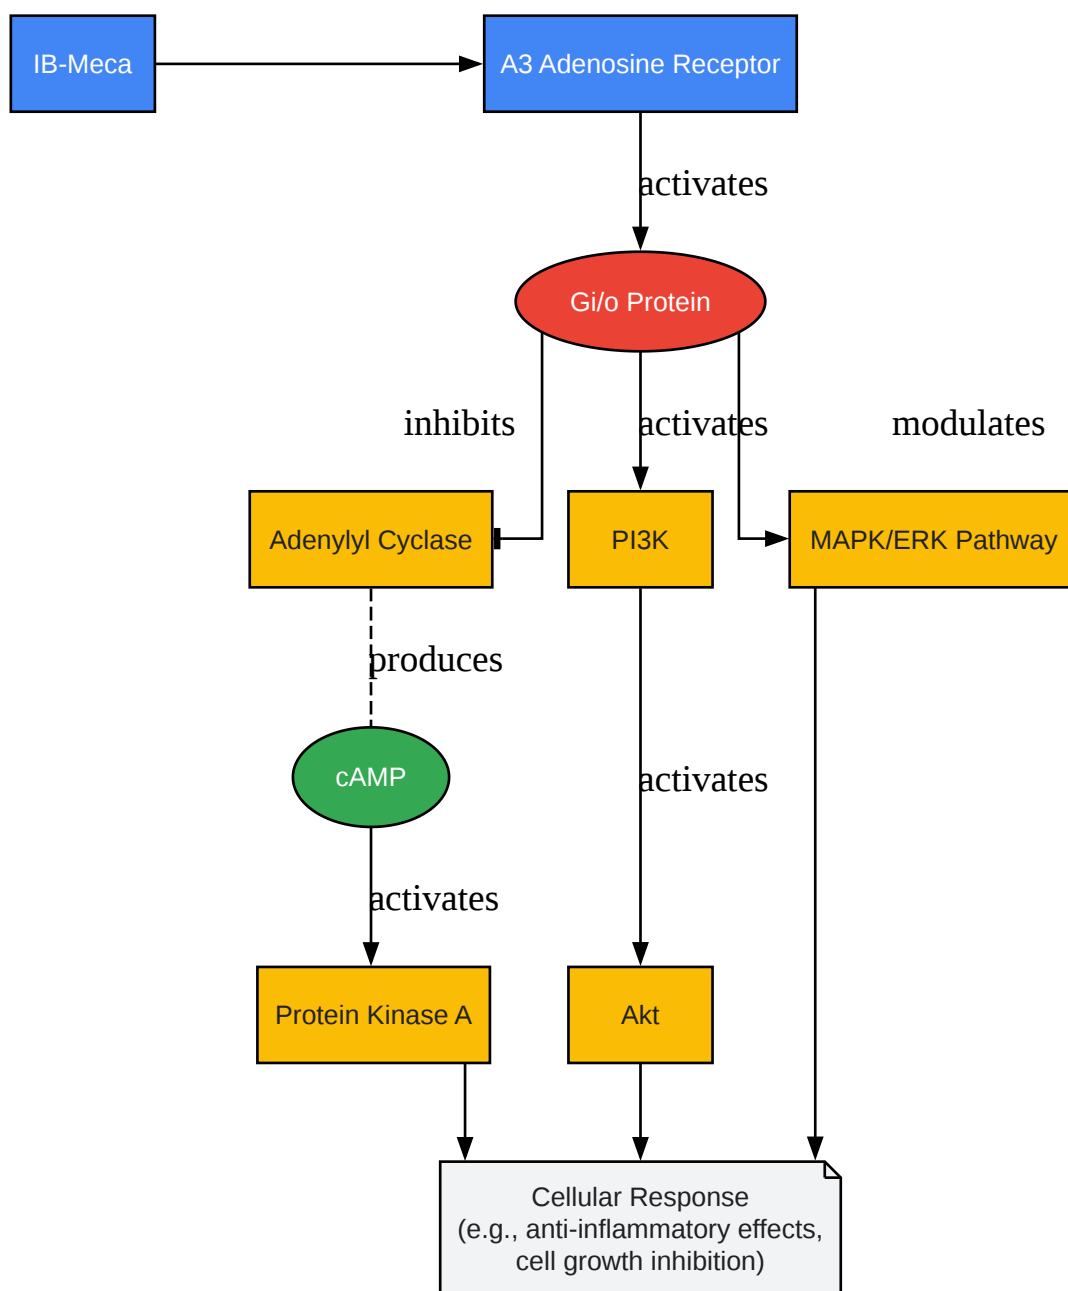 IB-Meca
A3 Adenosine Receptor
activates
Gi/o Protein
inhibits
activates
modulates
Adenylyl Cyclase
PI3K
MAPK/ERK Pathway
produces
cAMP
activates
activates
Protein Kinase A
Akt
Cellular Response
(e.g., anti-inflammatory effects,
cell growth inhibition)